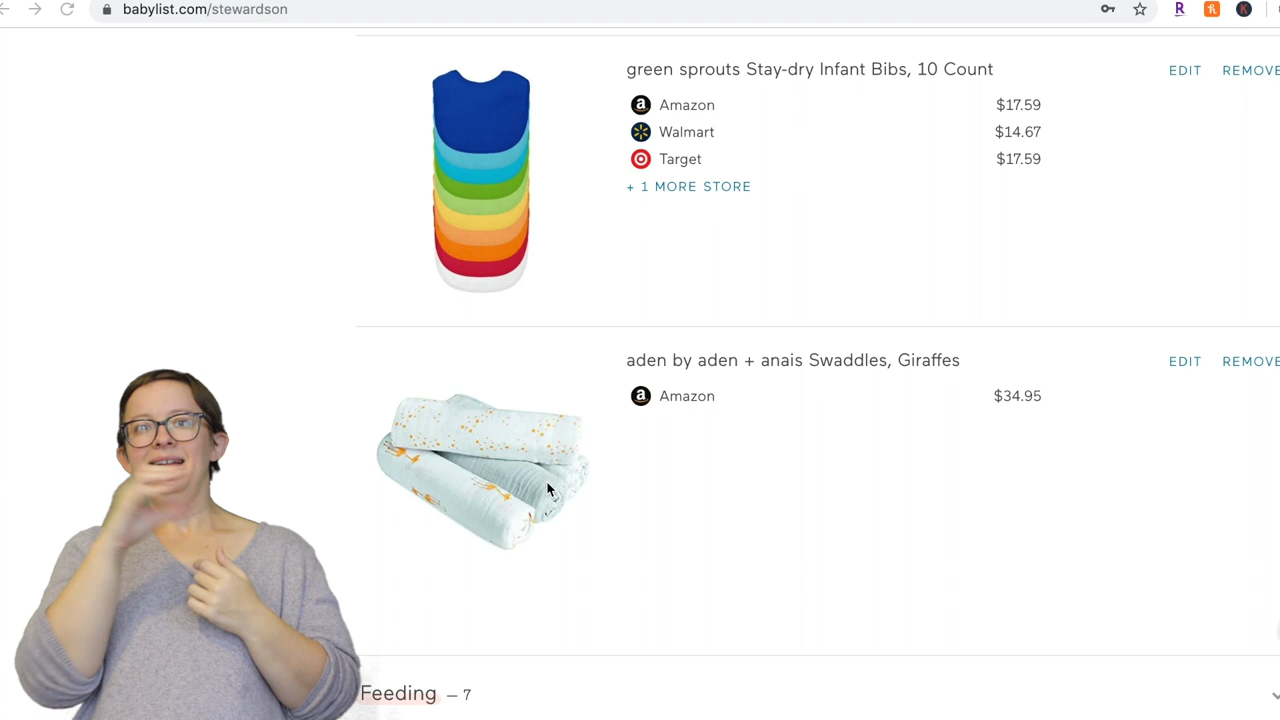 babylist.com/stewardson
green sprouts Stay-dry Infant Bibs, 10 Count
EDIT
REMOVE
Amazon $17.59
Walmart $14.67
Target $17.59
+ 1 MORE STORE
aden by aden + anais Swaddles, Giraffes
EDIT
REMOVE
Amazon $34.95
Feeding – 7